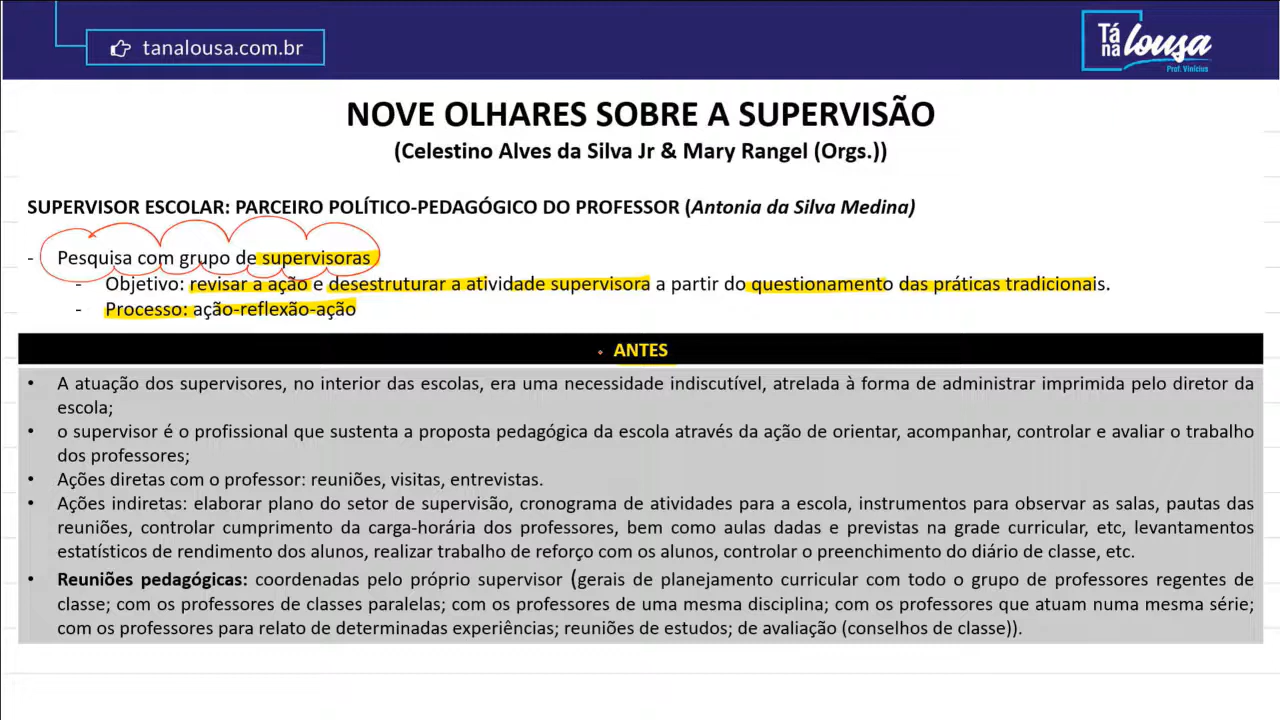 tanalousa.com.br
Tá
na lousa
Prof. Vinícius
NOVE OLHARES SOBRE A SUPERVISÃO
(Celestino Alves da Silva Jr & Mary Rangel (Orgs.))
SUPERVISOR ESCOLAR: PARCEIRO POLÍTICO-PEDAGÓGICO DO PROFESSOR (Antonia da Silva Medina)
- Pesquisa com grupo de supervisoras
- Objetivo: revisar a ação e desestruturar a atividade supervisora a partir do questionamento das práticas tradicionais.
- Processo: ação-reflexão-ação
ANTES
• A atuação dos supervisores, no interior das escolas, era uma necessidade indiscutível, atrelada à forma de administrar imprimida pelo diretor da
escola;
• o supervisor é o profissional que sustenta a proposta pedagógica da escola através da ação de orientar, acompanhar, controlar e avaliar o trabalho
dos professores;
• Ações diretas com o professor: reuniões, visitas, entrevistas.
• Ações indiretas: elaborar plano do setor de supervisão, cronograma de atividades para a escola, instrumentos para observar as salas, pautas das
reuniões, controlar cumprimento da carga-horária dos professores, bem como aulas dadas e previstas na grade curricular, etc, levantamentos
estatísticos de rendimento dos alunos, realizar trabalho de reforço com os alunos, controlar o preenchimento do diário de classe, etc.
• Reuniões pedagógicas: coordenadas pelo próprio supervisor (gerais de planejamento curricular com todo o grupo de professores regentes de
classe; com os professores de classes paralelas; com os professores de uma mesma disciplina; com os professores que atuam numa mesma série;
com os professores para relato de determinadas experiências; reuniões de estudos; de avaliação (conselhos de classe)).